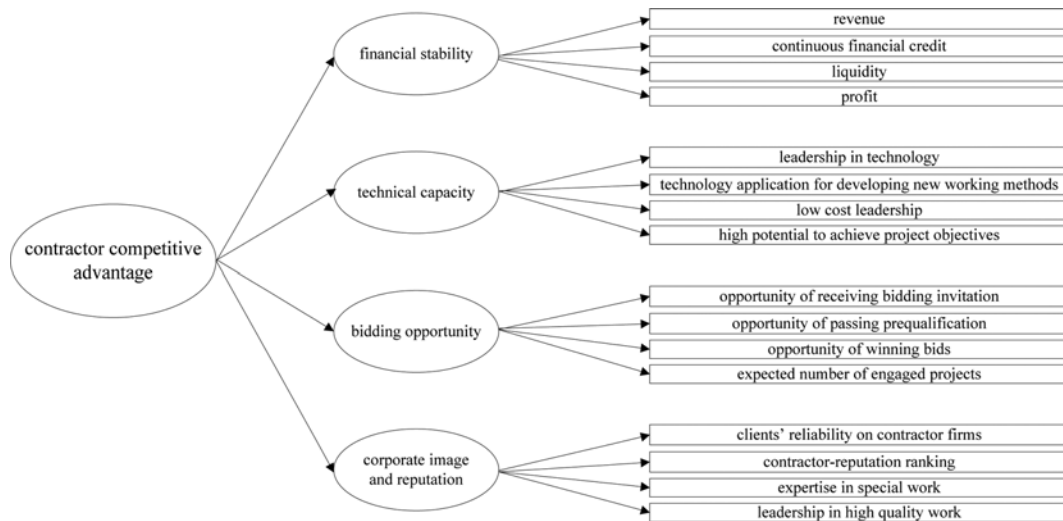 contractor competitive
advantage
financial stability
revenue
continuous financial credit
liquidity
profit
technical capacity
leadership in technology
technology application for developing new working methods
low cost leadership
high potential to achieve project objectives
bidding opportunity
opportunity of receiving bidding invitation
opportunity of passing prequalification
opportunity of winning bids
expected number of engaged projects
corporate image
and reputation
clients’ reliability on contractor firms
contractor-reputation ranking
expertise in special work
leadership in high quality work